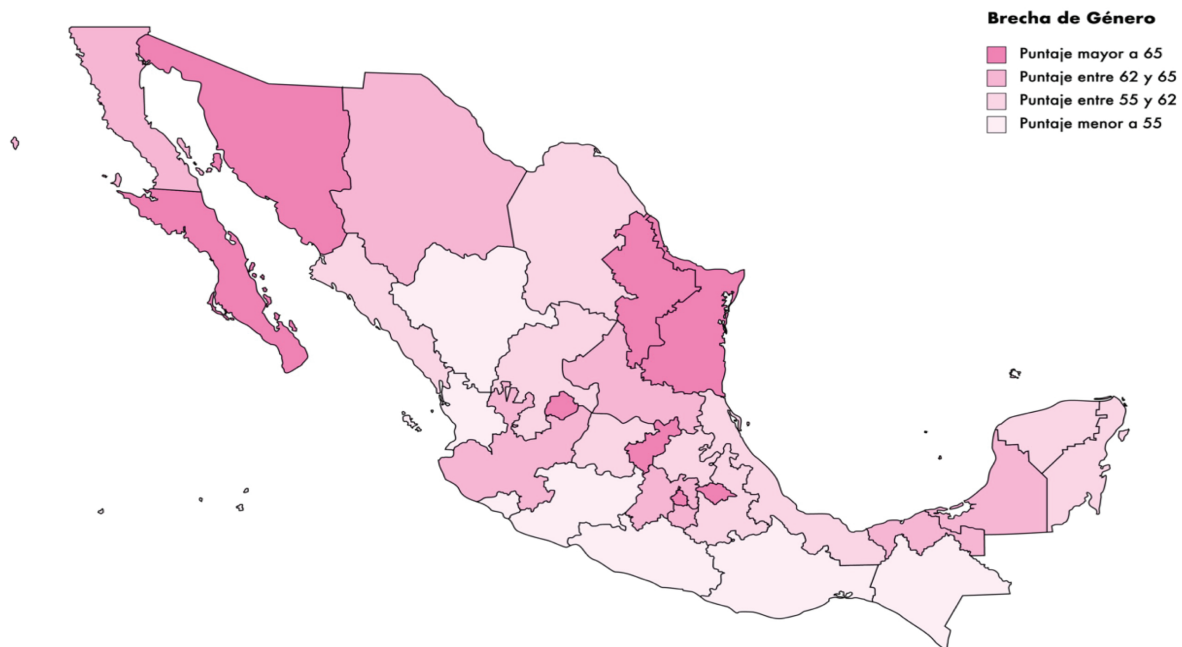 Brecha de Género
Puntaje mayor a 65
Puntaje entre 62 y 65
Puntaje entre 55 y 62
Puntaje menor a 55